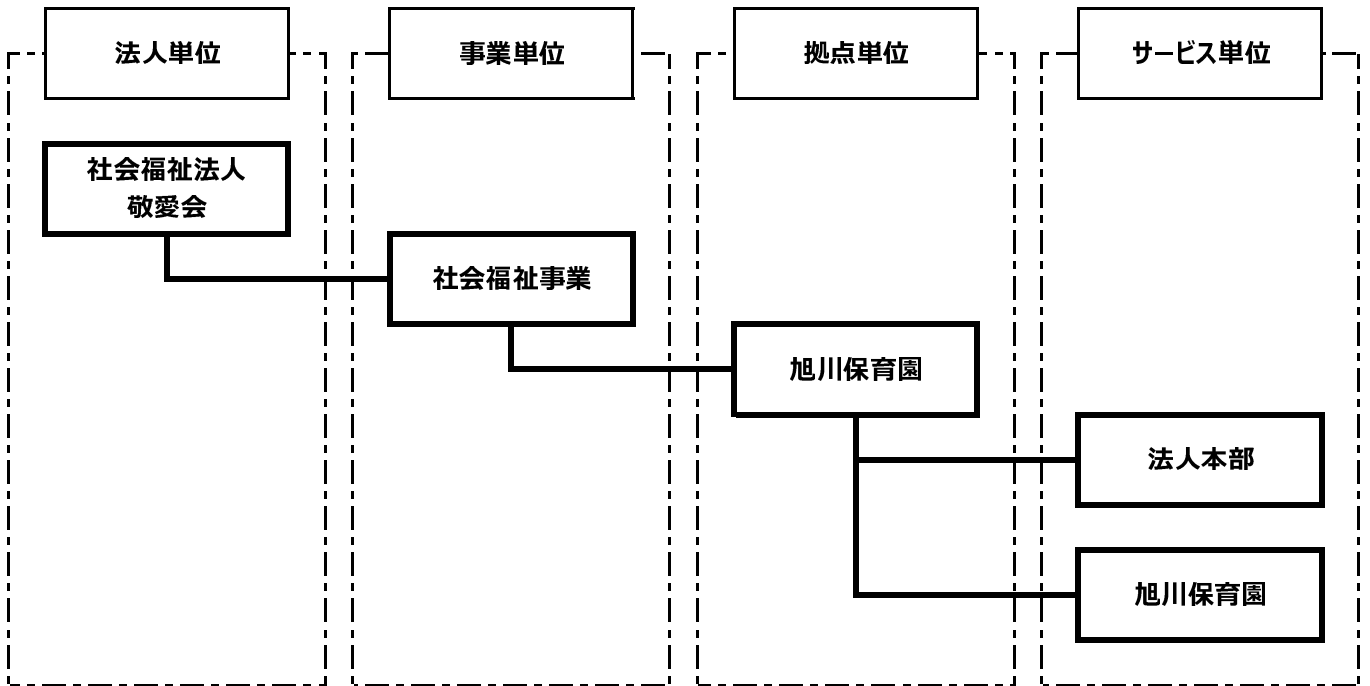 法人単位
事業単位
拠点単位
サービス単位
社会福祉法人
敬愛会
社会福祉事業
旭川保育園
法人本部
旭川保育園